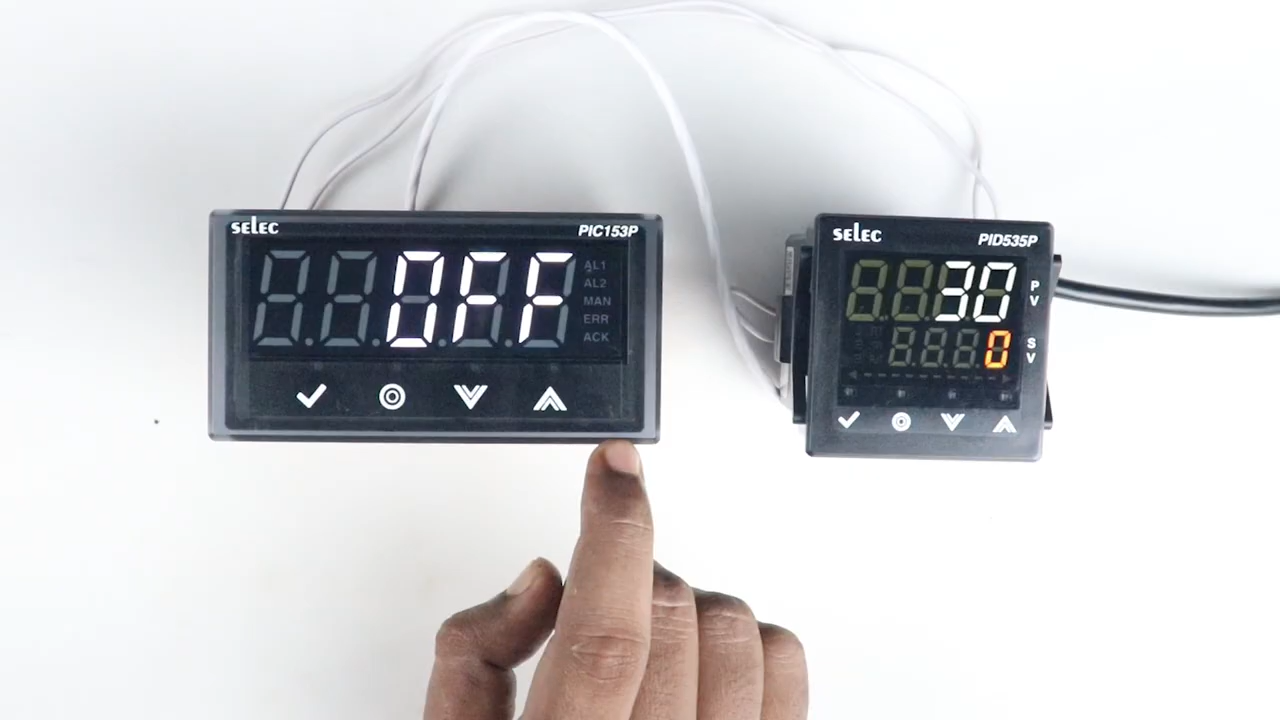 selec
PIC153P
OFF
AL1
AL2
MAN
ERR
ACK
selec
PID535P
30
PV
0
SV